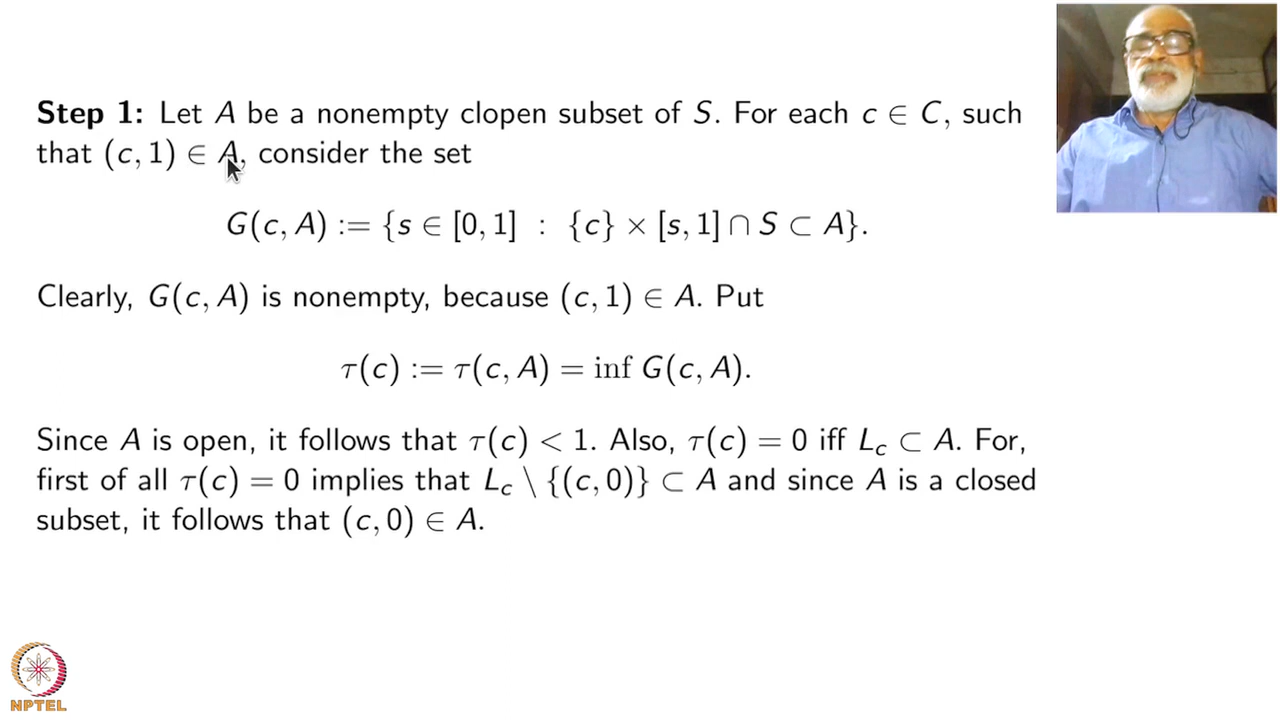 Step 1: Let A be a nonempty clopen subset of S. For each c ∈ C, such
that (c, 1) ∈ A, consider the set
G(c, A) := {s ∈ [0, 1] : {c} × [s, 1] ∩ S ⊂ A}.
Clearly, G(c, A) is nonempty, because (c, 1) ∈ A. Put
τ(c) := τ(c, A) = inf G(c, A).
Since A is open, it follows that τ(c) < 1. Also, τ(c) = 0 iff L_c ⊂ A. For,
first of all τ(c) = 0 implies that L_c \ {(c, 0)} ⊂ A and since A is a closed
subset, it follows that (c, 0) ∈ A.
NPTEL